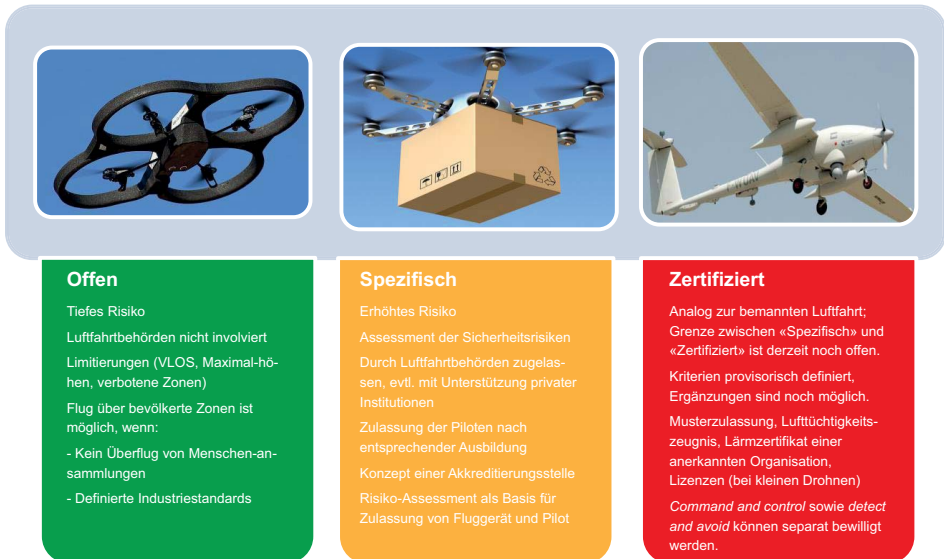 Offen
Tiefes Risiko
Luftfahrtbehörden nicht involviert
Limitierungen (VLOS, Maximal-hö-
hen, verbotene Zonen)
Flug über bevölkerte Zonen ist
möglich, wenn:
- Kein Überflug von Menschen-an-
sammlungen
- Definierte Industriestandards
Spezifisch
Erhöhtes Risiko
Assessment der Sicherheitsrisiken
Durch Luftfahrtbehörden zugelas-
sen, evtl. mit Unterstützung privater
Institutionen
Zulassung der Piloten nach
entsprechender Ausbildung
Konzept einer Akkreditierungsstelle
Risiko-Assessment als Basis für
Zulassung von Fluggerät und Pilot
Zertifiziert
Analog zur bemannten Luftfahrt;
Grenze zwischen «Spezifisch» und
«Zertifiziert» ist derzeit noch offen.
Kriterien provisorisch definiert,
Ergänzungen sind noch möglich.
Musterzulassung, Lufttüchtigkeits-
zeugnis, Lärmzertifikat einer
anerkannten Organisation,
Lizenzen (bei kleinen Drohnen)
Command and control sowie detect
and avoid können separat bewilligt
werden.